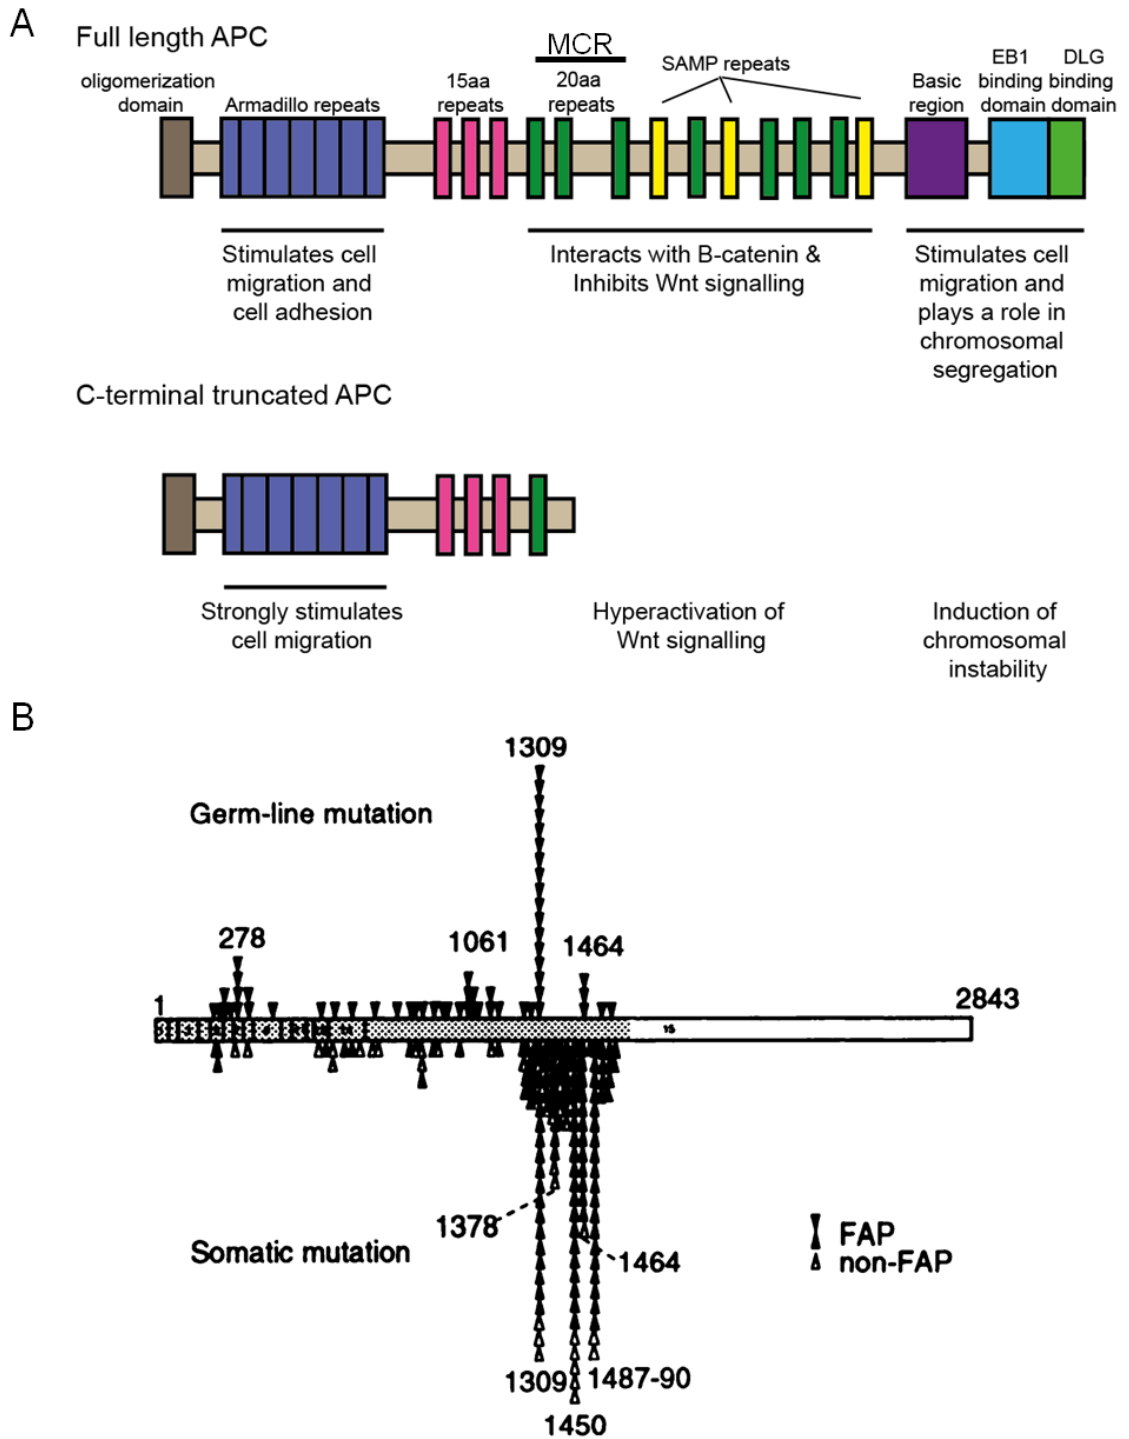 A
Full length APC
MCR
oligomerization
domain
Armadillo repeats
15aa
repeats
20aa
repeats
SAMP repeats
Basic
region
EB1
binding
domain
DLG
binding
domain
Stimulates cell
migration and
cell adhesion
Interacts with B-catenin &
Inhibits Wnt signalling
Stimulates cell
migration and
plays a role in
chromosomal
segregation
C-terminal truncated APC
Strongly stimulates
cell migration
Hyperactivation of
Wnt signalling
Induction of
chromosomal
instability
B
1309
Germ-line mutation
278
1061
1464
1
2843
15
1378
Somatic mutation
1464
FAP
non-FAP
1309
1487-90
1450